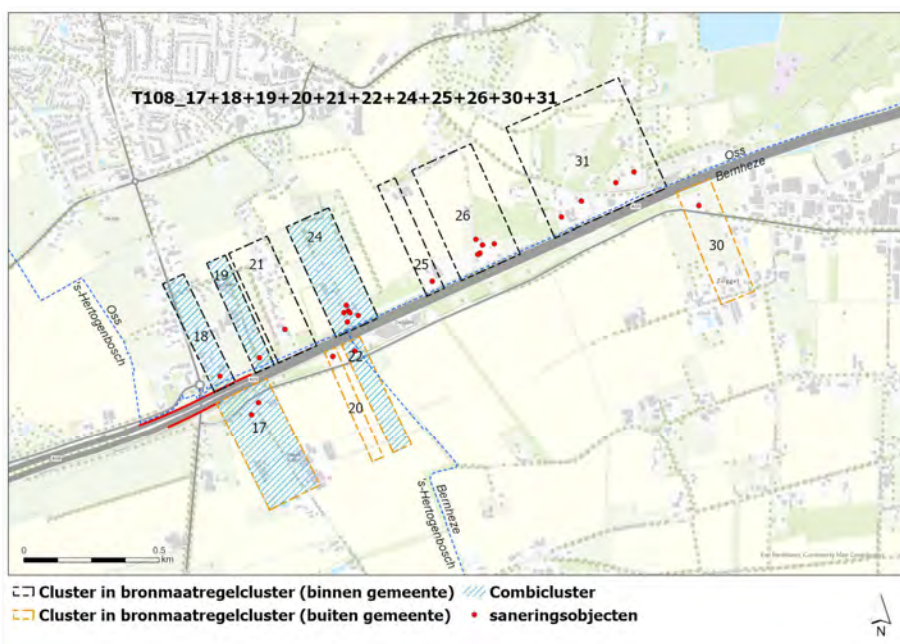 T108_17+18+19+20+21+22+24+25+26+30+31
Oss
Bernheze
31
26
30
24
21
19
25
Oss
's-Hertogenbosch
18
22
20
17
Bernheze
's-Hertogenbosch
0 0.5
km
Cluster in bronmaatregelcluster (binnen gemeente)
Combicluster
Cluster in bronmaatregelcluster (buiten gemeente)
saneringsobjecten
N